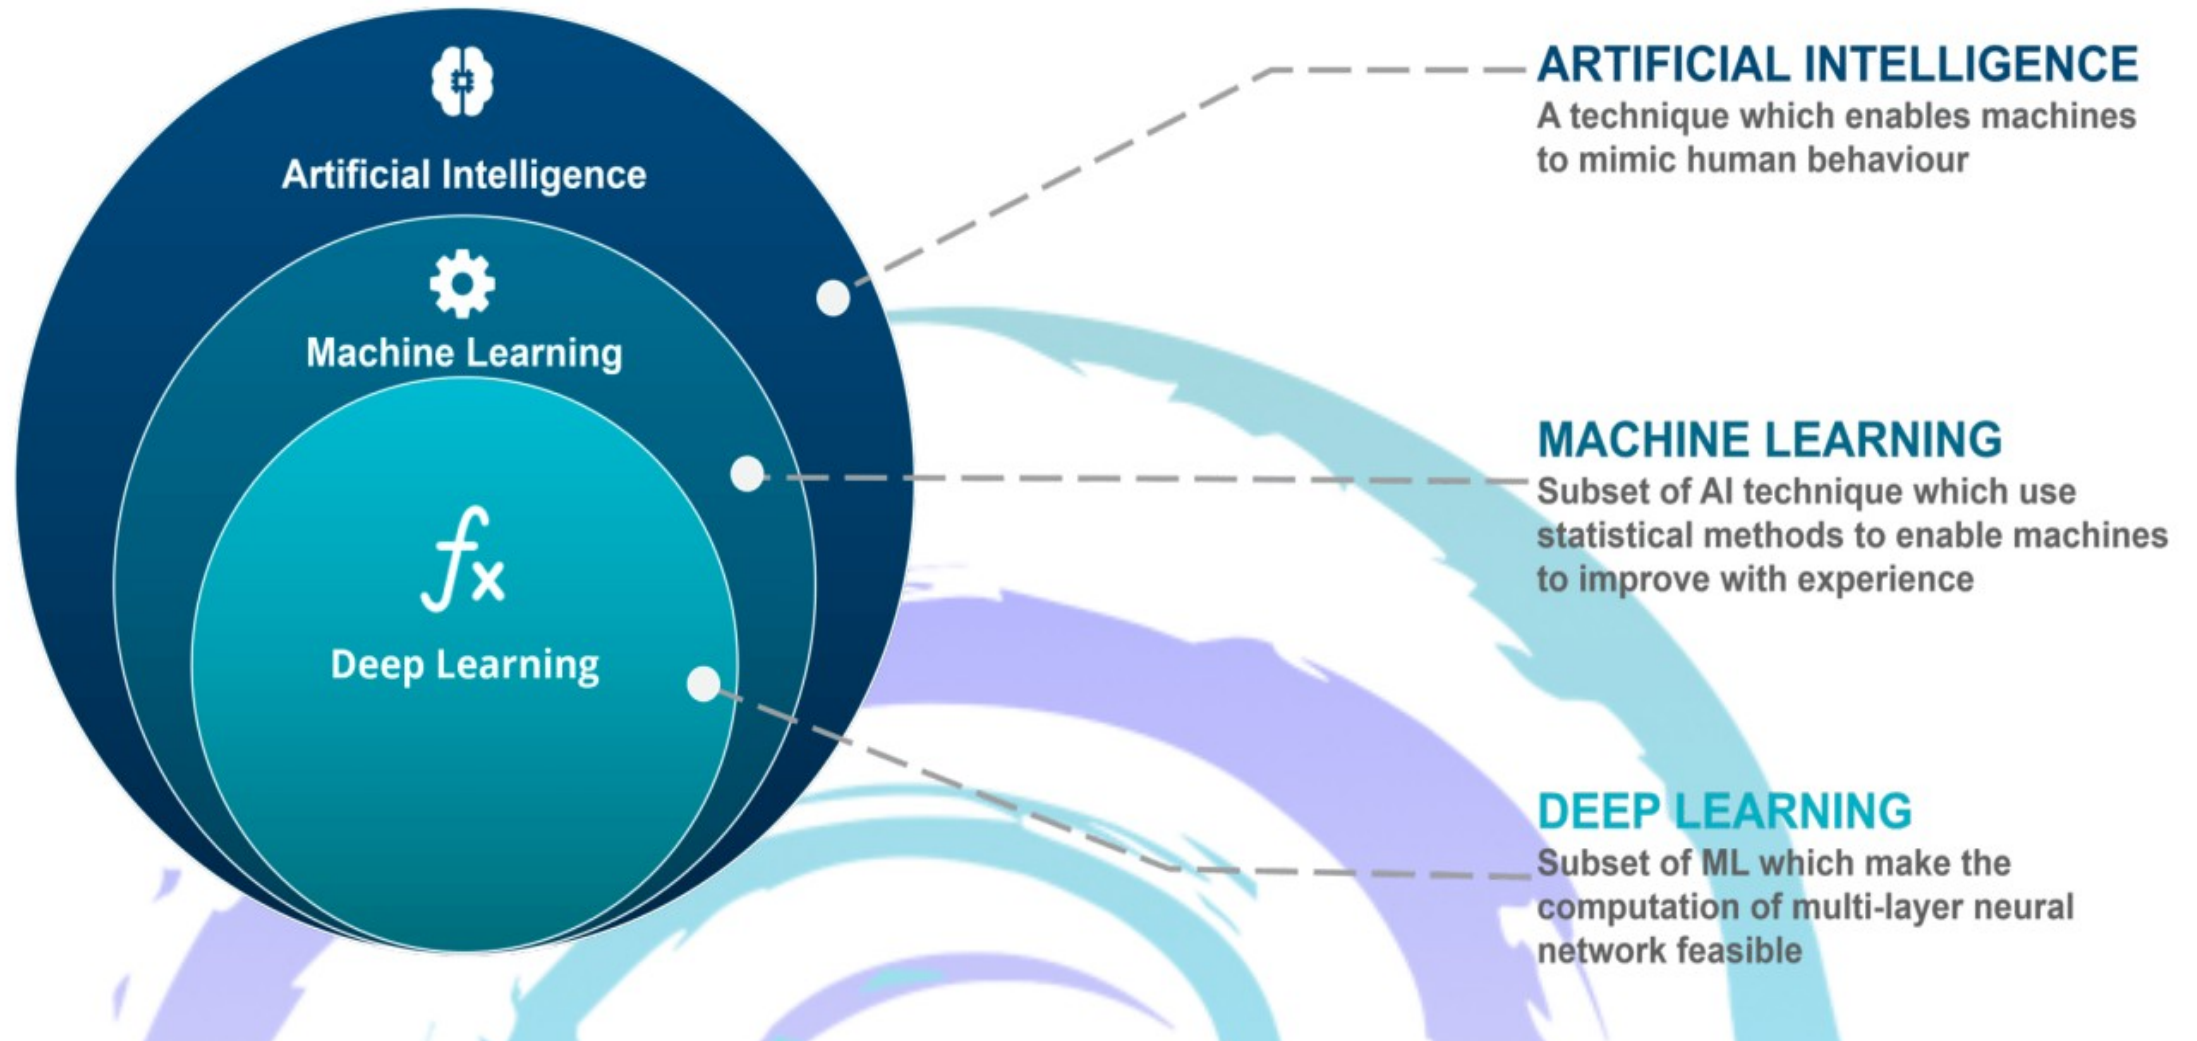 Artificial Intelligence
Machine Learning
fx
Deep Learning
ARTIFICIAL INTELLIGENCE
A technique which enables machines
to mimic human behaviour
MACHINE LEARNING
Subset of AI technique which use
statistical methods to enable machines
to improve with experience
DEEP LEARNING
Subset of ML which make the
computation of multi-layer neural
network feasible